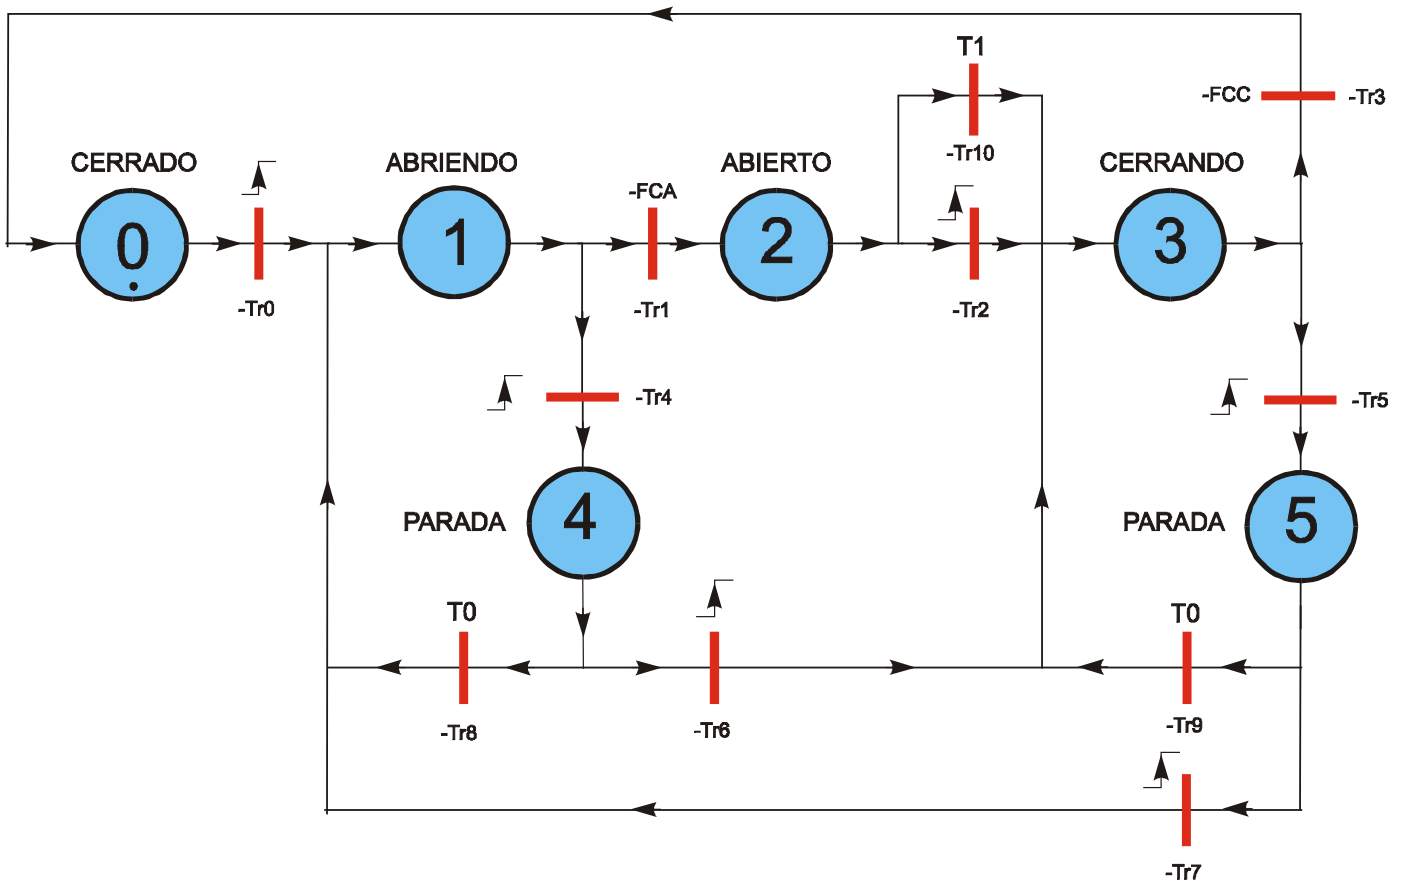 T1
-FCC
-Tr3
CERRADO
ABRIENDO
ABIERTO
-Tr10
CERRANDO
-FCA
0
1
2
3
-Tr0
-Tr1
-Tr2
-Tr4
-Tr5
PARADA
4
PARADA
5
T0
T0
-Tr8
-Tr6
-Tr9
-Tr7